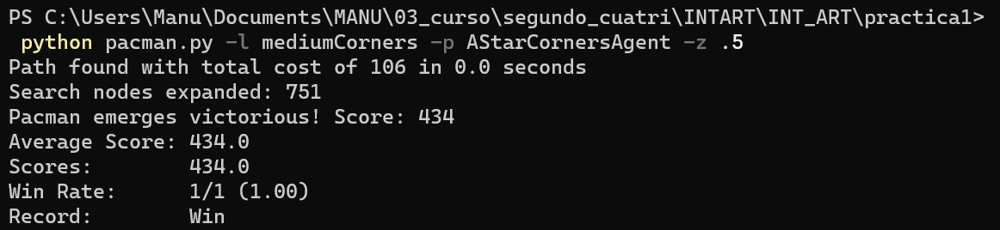 PS C:\Users\Manu\Documents\MANU\03_curso\segundo_cuatri\INTART\INT_ART\practica1>
python pacman.py -l mediumCorners -p AStarCornersAgent -z .5
Path found with total cost of 106 in 0.0 seconds
Search nodes expanded: 751
Pacman emerges victorious! Score: 434
Average Score: 434.0
Scores:        434.0
Win Rate:      1/1 (1.00)
Record:        Win